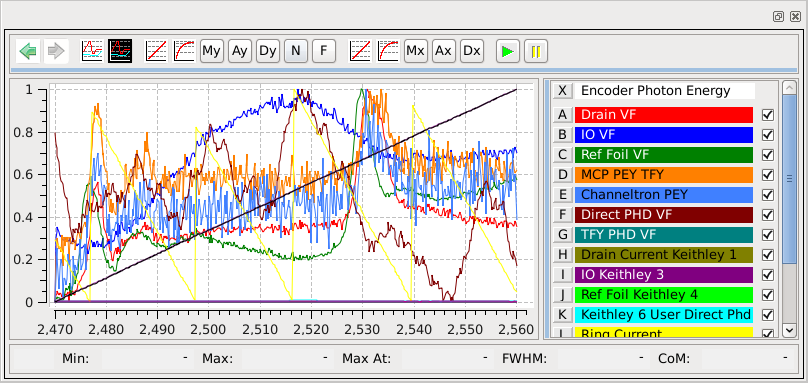 My Ay Dy N F Mx Ax Dx
1
0.8
0.6
0.4
0.2
0
2,470 2,480 2,490 2,500 2,510 2,520 2,530 2,540 2,550 2,560
X Encoder Photon Energy
A Drain VF
B IO VF
C Ref Foil VF
D MCP PEY TFY
E Channeltron PEY
F Direct PHD VF
G TFY PHD VF
H Drain Current Keithley 1
I IO Keithley 3
J Ref Foil Keithley 4
K Keithley 6 User Direct Phd
L Ring Current
Min: - Max: - Max At: - FWHM: - CoM: -